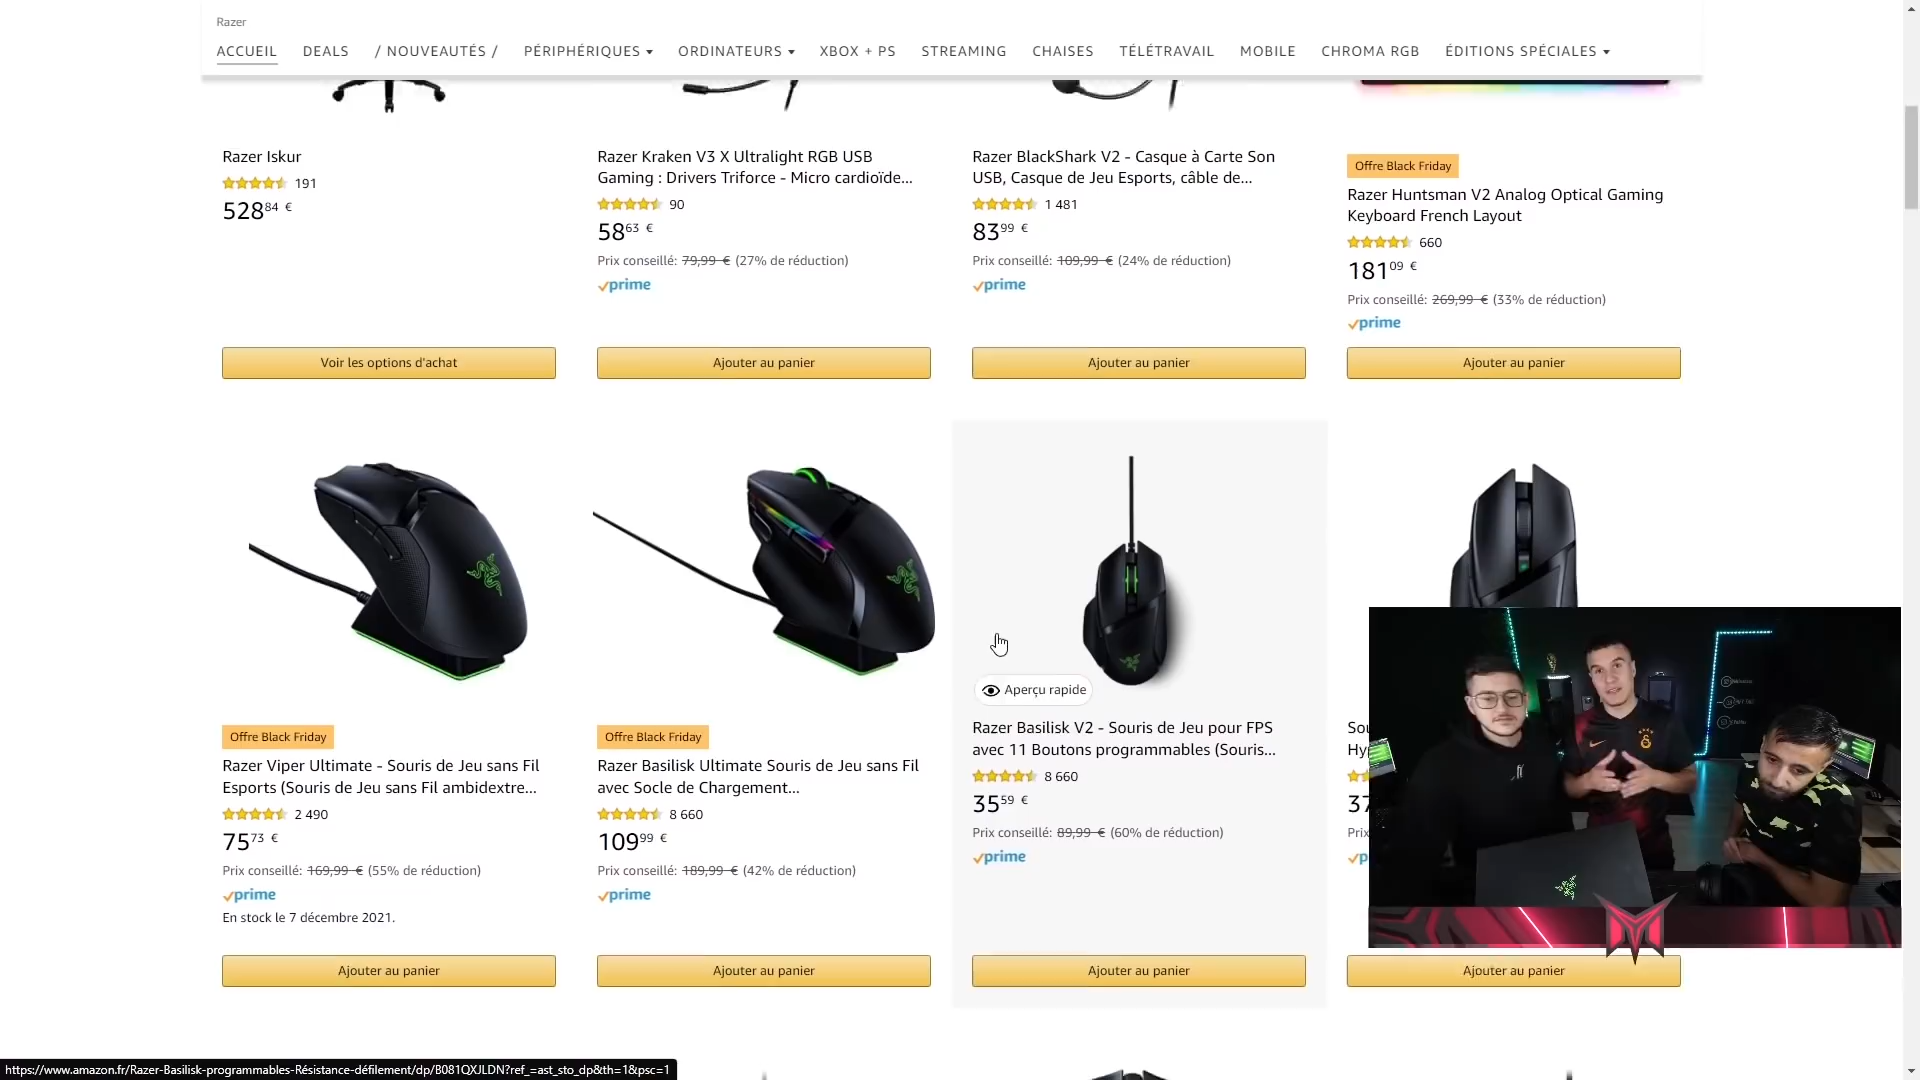 Razer
ACCUEIL DEALS / NOUVEAUTÉS / PÉRIPHÉRIQUES ORDINATEURS XBOX + PS STREAMING CHAISES TÉLÉTRAVAIL MOBILE CHROMA RGB ÉDITIONS SPÉCIALES
Razer Iskur
191
528 84 €
Voir les options d'achat
Razer Kraken V3 X Ultralight RGB USB
Gaming : Drivers Triforce - Micro cardioïde...
90
58 63 €
Prix conseillé: 79,99 € (27% de réduction)
prime
Ajouter au panier
Razer BlackShark V2 - Casque à Carte Son
USB, Casque de Jeu Esports, câble de...
1 481
83 99 €
Prix conseillé: 109,99 € (24% de réduction)
prime
Ajouter au panier
Offre Black Friday
Razer Huntsman V2 Analog Optical Gaming
Keyboard French Layout
660
181 09 €
Prix conseillé: 269,99 € (33% de réduction)
prime
Ajouter au panier
Offre Black Friday
Razer Viper Ultimate - Souris de Jeu sans Fil
Esports (Souris de Jeu sans Fil ambidextre...
2 490
75 73 €
Prix conseillé: 169,99 € (55% de réduction)
prime
En stock le 7 décembre 2021.
Ajouter au panier
Offre Black Friday
Razer Basilisk Ultimate Souris de Jeu sans Fil
avec Socle de Chargement...
8 660
109 99 €
Prix conseillé: 189,99 € (42% de réduction)
prime
Ajouter au panier
Aperçu rapide
Razer Basilisk V2 - Souris de Jeu pour FPS
avec 11 Boutons programmables (Souris...
8 660
35 59 €
Prix conseillé: 89,99 € (60% de réduction)
prime
Ajouter au panier
Sou
Hy
37
Prix
Ajouter au panier
https://www.amazon.fr/Razer-Basilisk-programmables-Résistance-défilement/dp/B081QXJLDN?ref_=ast_sto_dp&th=1&psc=1